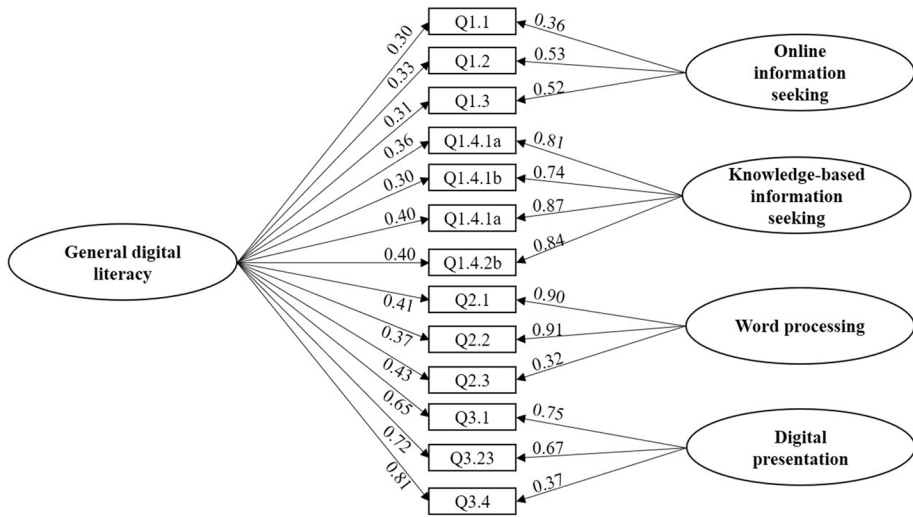 General digital
literacy
0.30
0.33
0.31
0.36
0.30
0.40
0.40
0.41
0.37
0.43
0.65
0.72
0.81
Q1.1
Q1.2
Q1.3
Q1.4.1a
Q1.4.1b
Q1.4.1a
Q1.4.2b
Q2.1
Q2.2
Q2.3
Q3.1
Q3.23
Q3.4
0.36
0.53
0.52
0.81
0.74
0.87
0.84
0.90
0.91
0.32
0.75
0.67
0.37
Online
information
seeking
Knowledge-based
information
seeking
Word processing
Digital
presentation